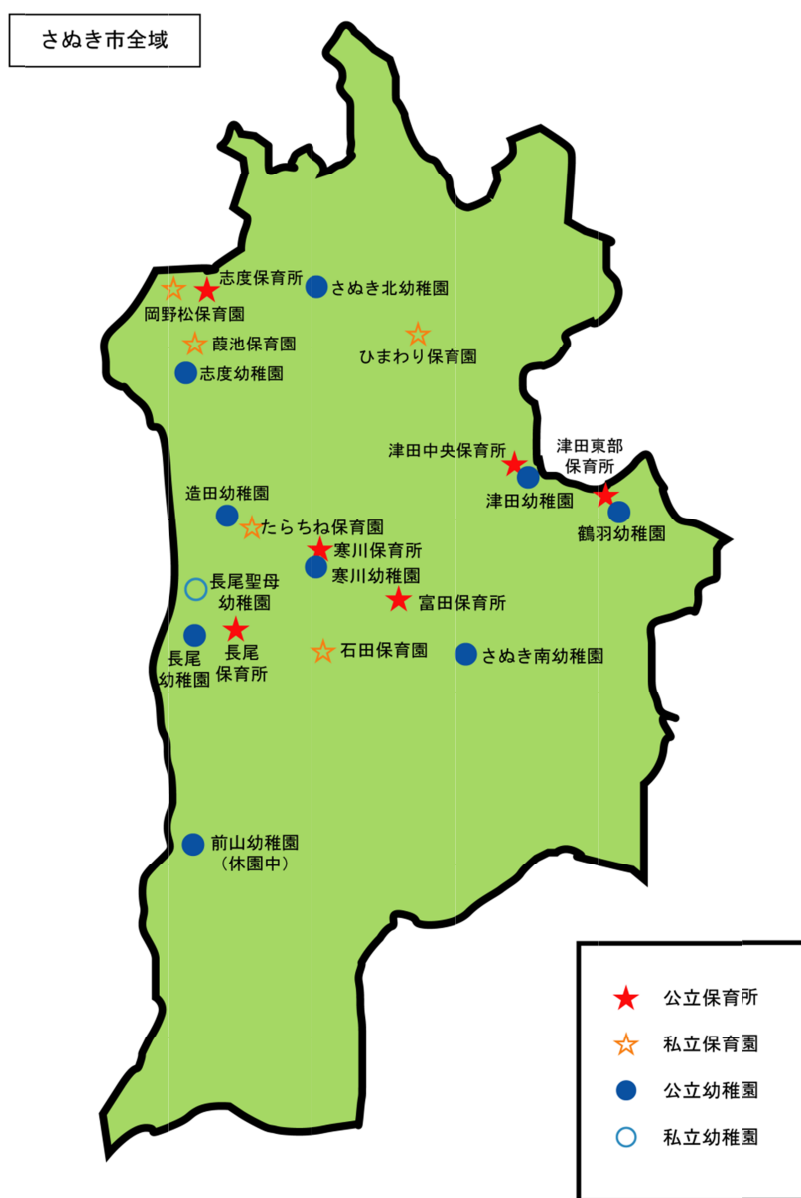 さぬき市全域
志度保育所
さぬき北幼稚園
岡野松保育園
葭池保育園
ひまわり保育園
志度幼稚園
津田中央保育所
津田東部
保育所
津田幼稚園
鶴羽幼稚園
造田幼稚園
たらちね保育園
寒川保育所
寒川幼稚園
長尾聖母
幼稚園
富田保育所
長尾
幼稚園
長尾
保育所
石田保育園
さぬき南幼稚園
前山幼稚園
(休園中)
公立保育所
私立保育園
公立幼稚園
私立幼稚園